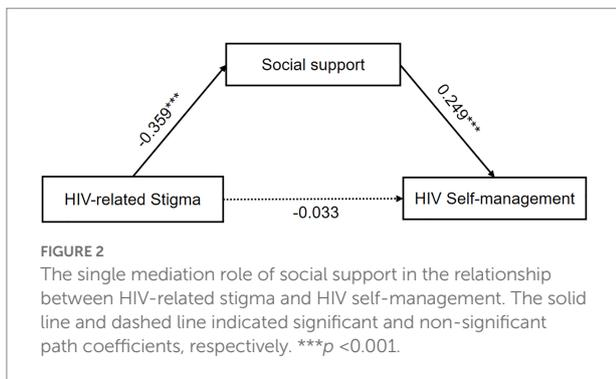 Social support
-0.359***
0.249***
HIV-related Stigma
HIV Self-management
-0.033
FIGURE 2
The single mediation role of social support in the relationship
between HIV-related stigma and HIV self-management. The solid
line and dashed line indicated significant and non-significant
path coefficients, respectively. ***p <0.001.